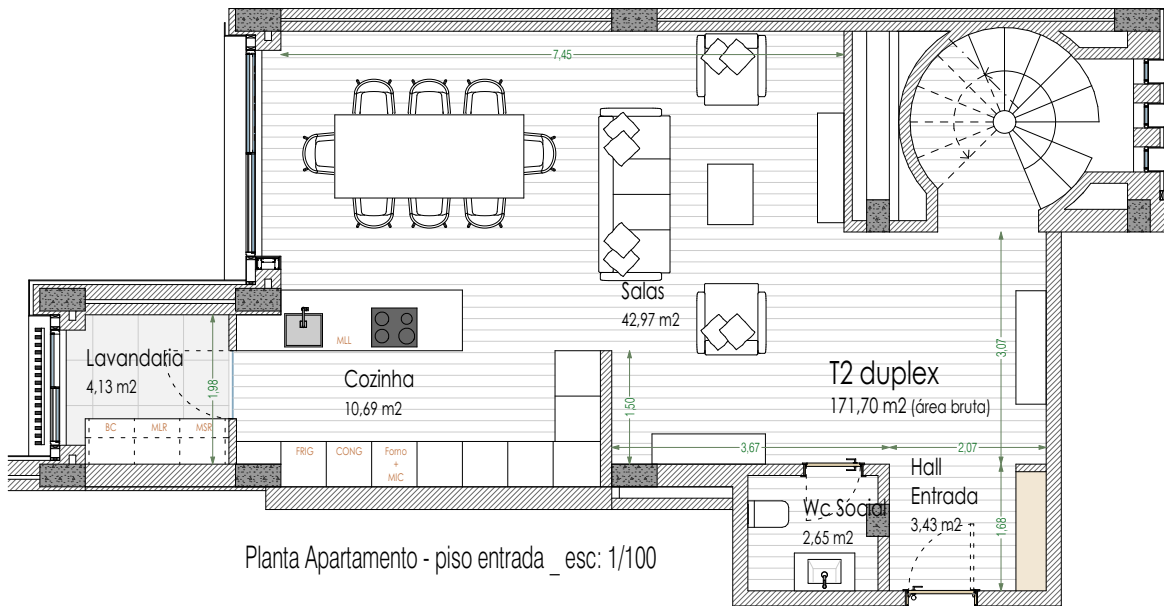 7,45
Salas
42,97 m2
MLL
Lavandaria
4,13 m2
1,98
Cozinha
10,69 m2
1,50
3,07
T2 duplex
171,70 m2 (área bruta)
BC
MLR
MSR
FRIG
CONG
Forno
+
MIC
3,67
2,07
Hall
Entrada
3,43 m2
1,68
Wc Social
2,65 m2
Planta Apartamento - piso entrada _ esc: 1/100